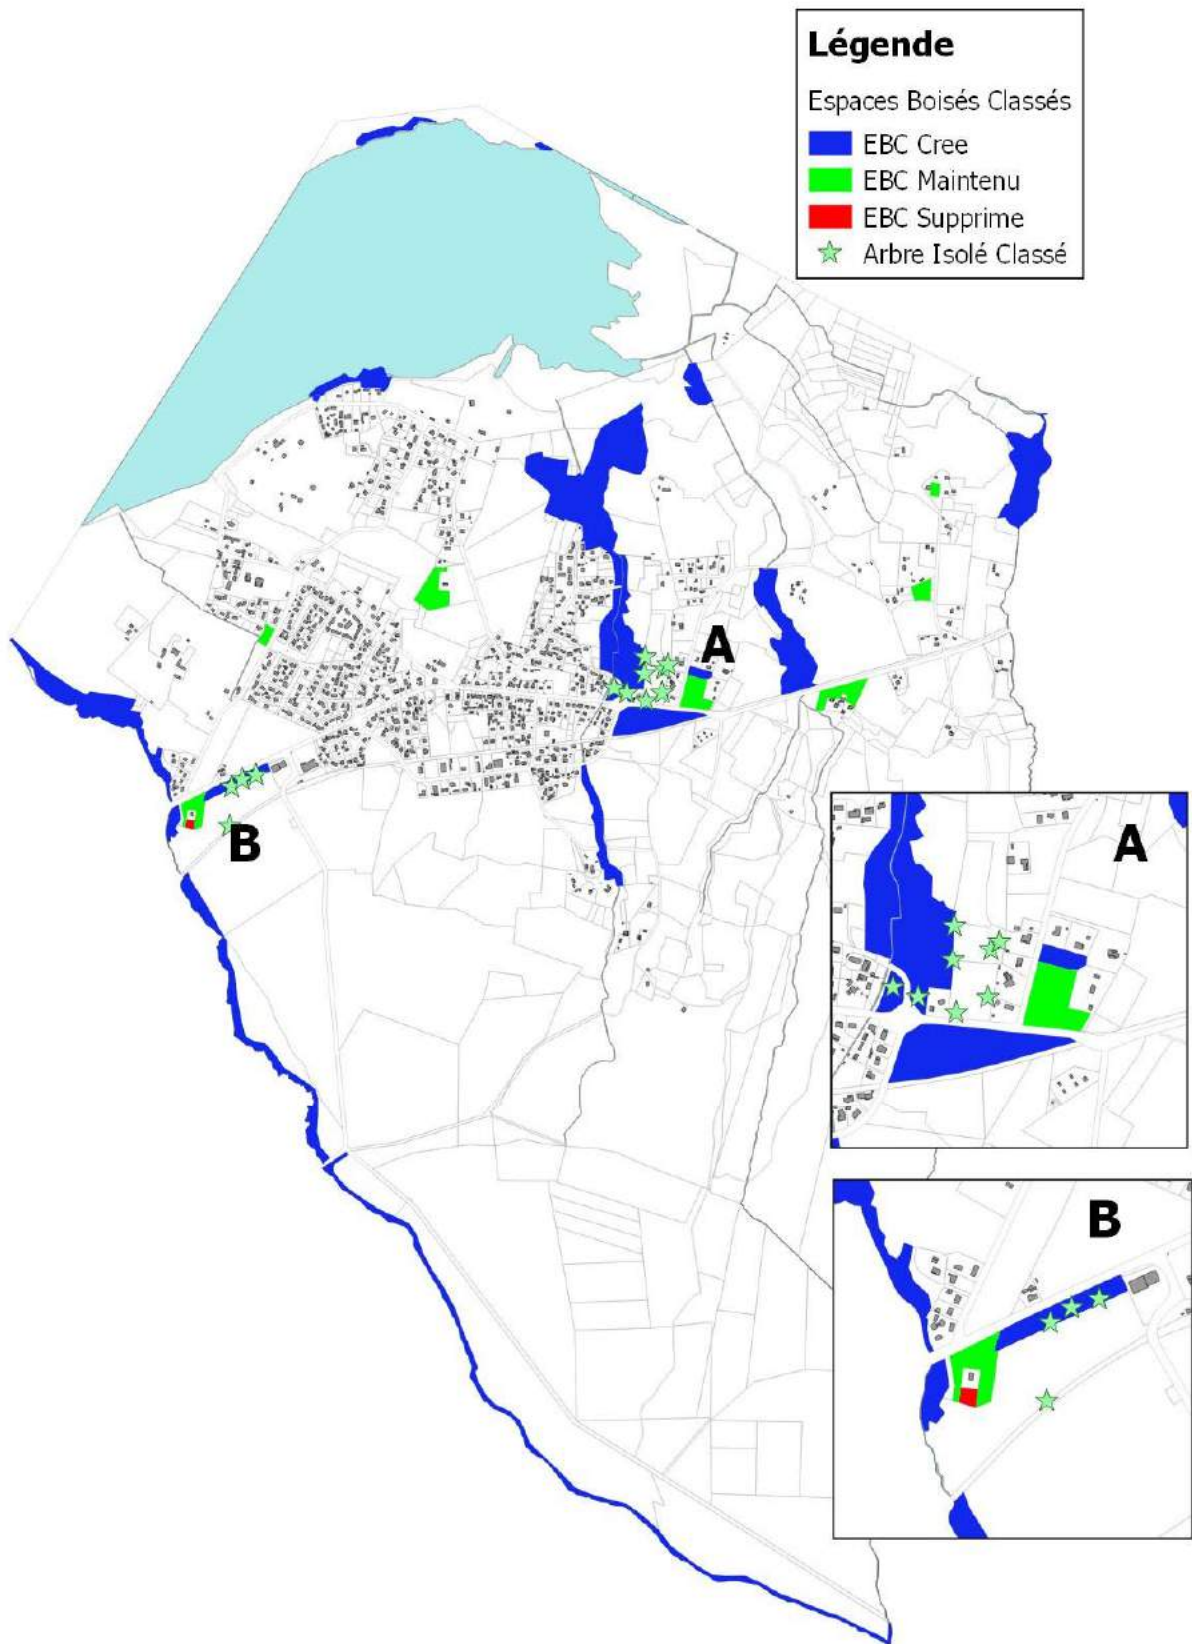 Légende
Espaces Boisés Classés
EBC Cree
EBC Maintenu
EBC Supprime
Arbre Isolé Classé
A
B
A
B